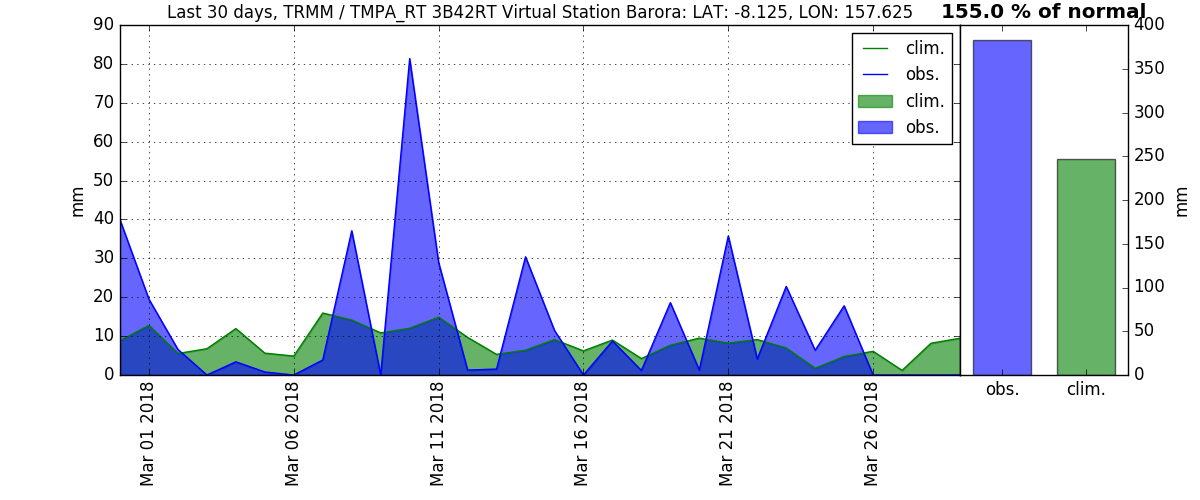 Last 30 days, TRMM / TMPA_RT 3B42RT Virtual Station Barora: LAT: -8.125, LON: 157.625
155.0 % of normal
90
80
70
60
50
40
30
20
10
0
mm
clim.
obs.
clim.
obs.
Mar 01 2018
Mar 06 2018
Mar 11 2018
Mar 16 2018
Mar 21 2018
Mar 26 2018
400
350
300
250
200
150
100
50
0
mm
obs.
clim.